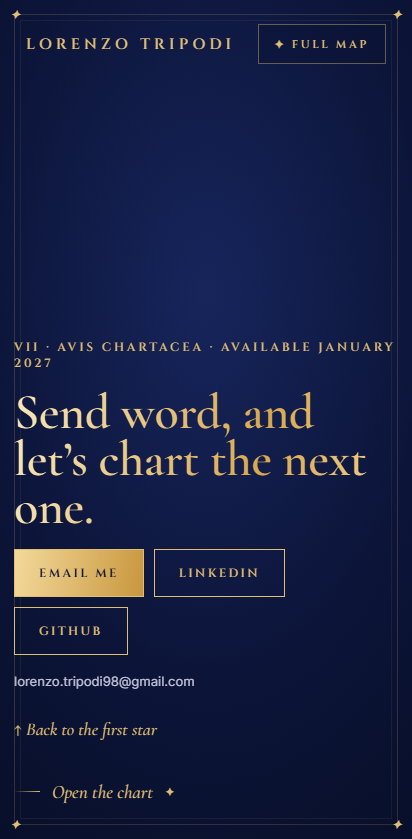 LORENZO TRIPODI
✦ FULL MAP
VII · AVIS CHARTACEA · AVAILABLE JANUARY
2027
Send word, and
let’s chart the next
one.
EMAIL ME
LINKEDIN
GITHUB
lorenzo.tripodi98@gmail.com
↑ Back to the first star
Open the chart ✦